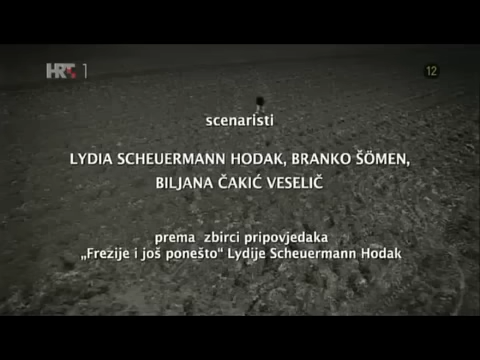 HRT 1
12
scenaristi
LYDIA SCHEUERMANN HODAK, BRANKO ŠÖMEN,
BILJANA ČAKIĆ VESELIČ
prema zbirci pripovjedaka
„Frezije i još ponešto“ Lydije Scheuermann Hodak